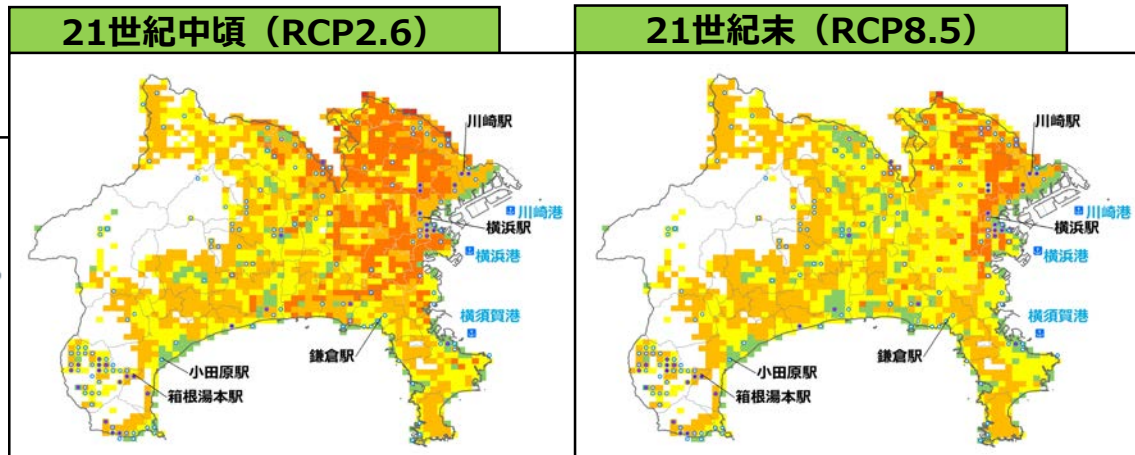 21世紀中頃（RCP2.6）
川崎駅
川崎港
横浜駅
横浜港
横須賀港
鎌倉駅
小田原駅
箱根湯本駅
21世紀末（RCP8.5）
川崎駅
川崎港
横浜駅
横浜港
横須賀港
鎌倉駅
小田原駅
箱根湯本駅